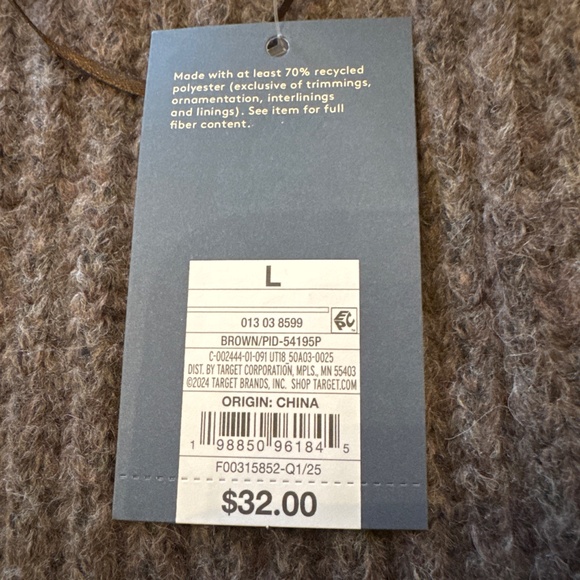 Made with at least 70% recycled
polyester (exclusive of trimmings,
ornamentation, interlinings
and linings). See item for full
fiber content.
L
013 03 8599
EPC
BROWN/PID-54195P
C-002444-01-091 UTI8_50A03-0025
DIST. BY TARGET CORPORATION, MPLS., MN 55403
©2024 TARGET BRANDS, INC. SHOP TARGET.COM
ORIGIN: CHINA
1 98850 96184 5
F00315852-Q1/25
$32.00